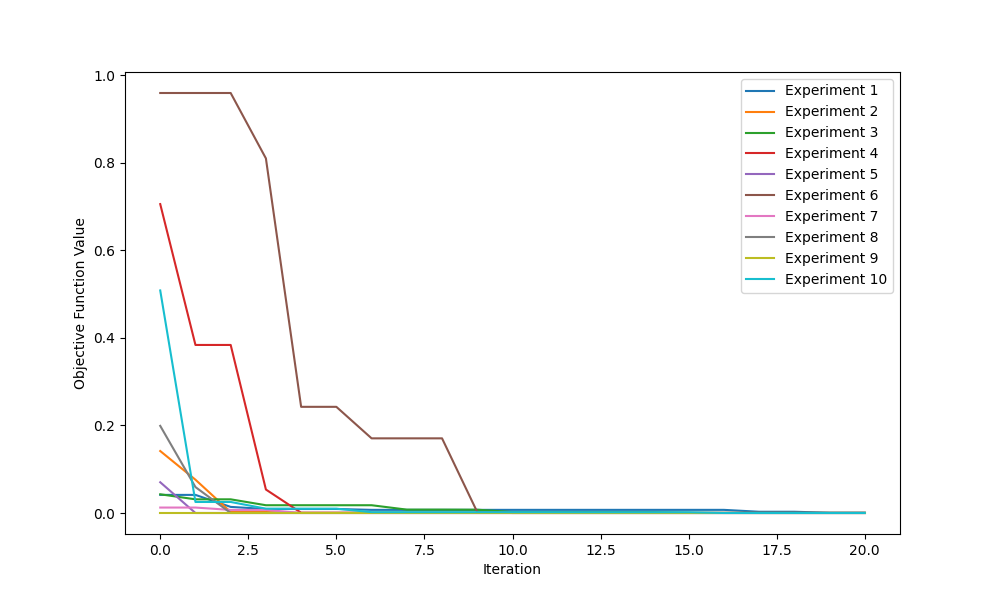 1.0
0.8
0.6
0.4
0.2
0.0
Objective Function Value
0.0 2.5 5.0 7.5 10.0 12.5 15.0 17.5 20.0
Iteration
Experiment 1
Experiment 2
Experiment 3
Experiment 4
Experiment 5
Experiment 6
Experiment 7
Experiment 8
Experiment 9
Experiment 10